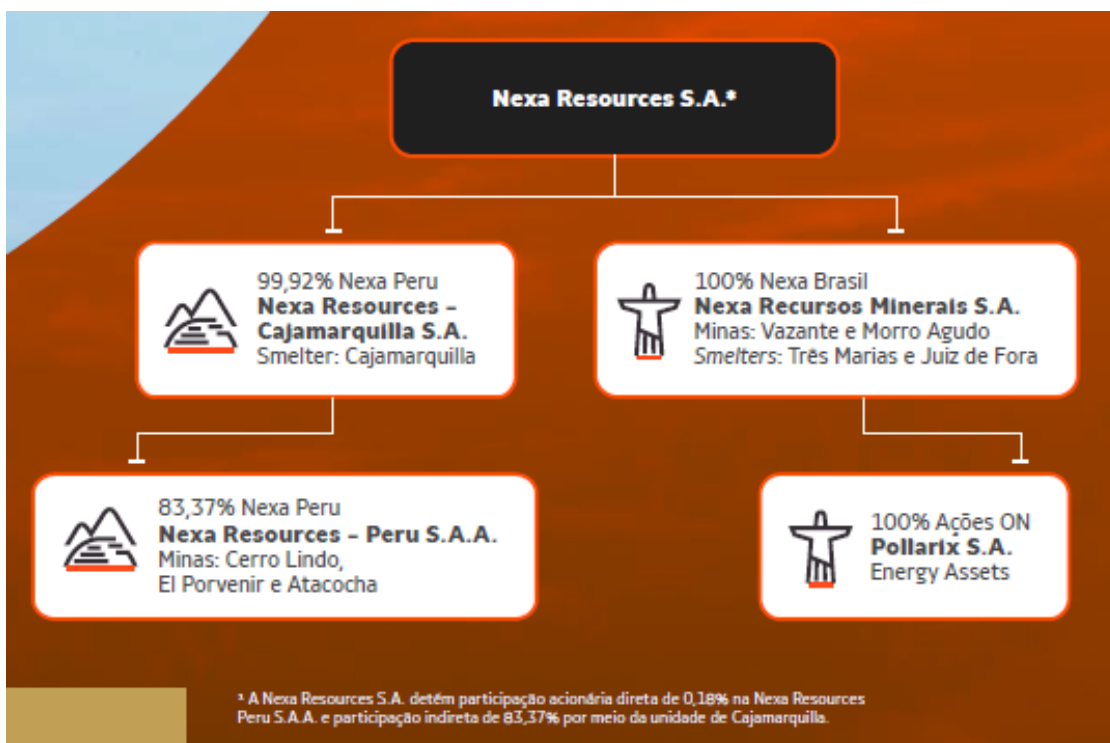 Nexa Resources S.A.*
99,92% Nexa Peru
Nexa Resources –
Cajamarquilla S.A.
Smelter: Cajamarquilla
100% Nexa Brasil
Nexa Recursos Minerais S.A.
Minas: Vazante e Morro Agudo
Smelters: Três Marias e Juiz de Fora
83,37% Nexa Peru
Nexa Resources – Peru S.A.A.
Minas: Cerro Lindo,
El Porvenir e Atacocha
100% Ações ON
Pollarix S.A.
Energy Assets
* A Nexa Resources S.A. detém participação acionária direta de 0,18% na Nexa Resources
Peru S.A.A. e participação indireta de 83,37% por meio da unidade de Cajamarquilla.